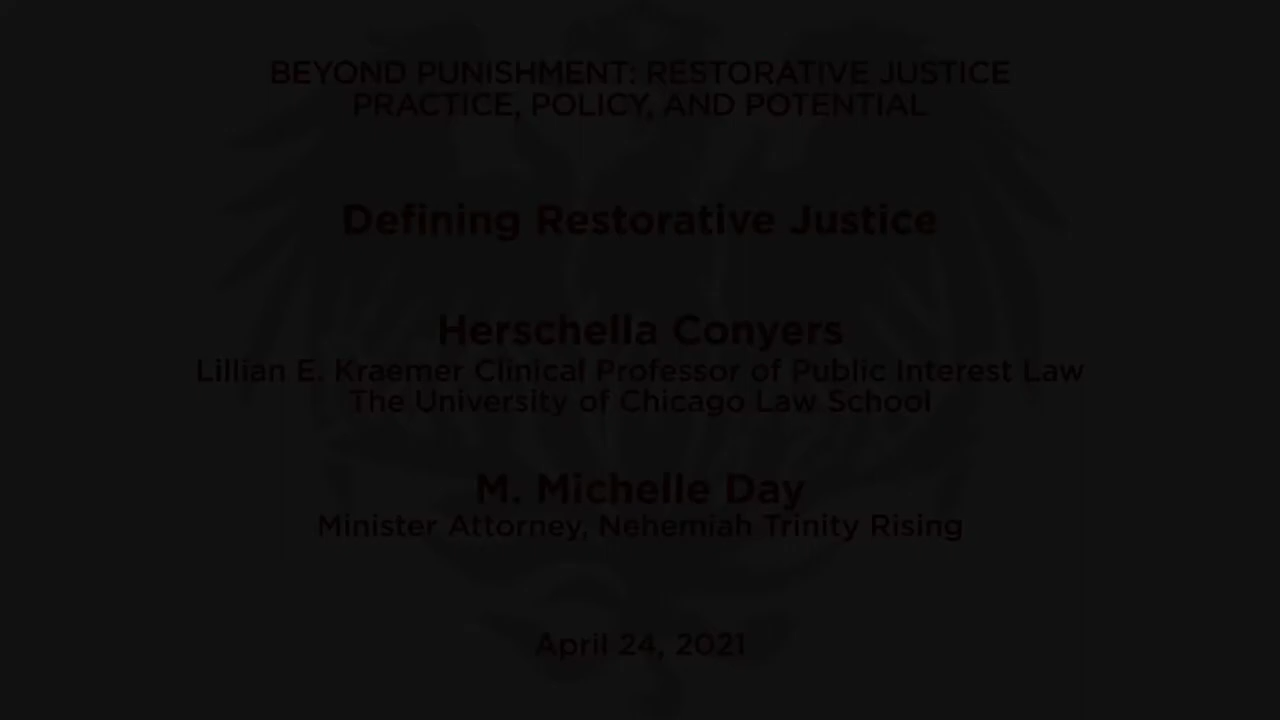 BEYOND PUNISHMENT: RESTORATIVE JUSTICE
PRACTICE, POLICY, AND POTENTIAL
Defining Restorative Justice
Herschella Conyers
Lillian E. Kraemer Clinical Professor of Public Interest Law
The University of Chicago Law School
M. Michelle Day
Minister Attorney, Nehemiah Trinity Rising
April 24, 2021